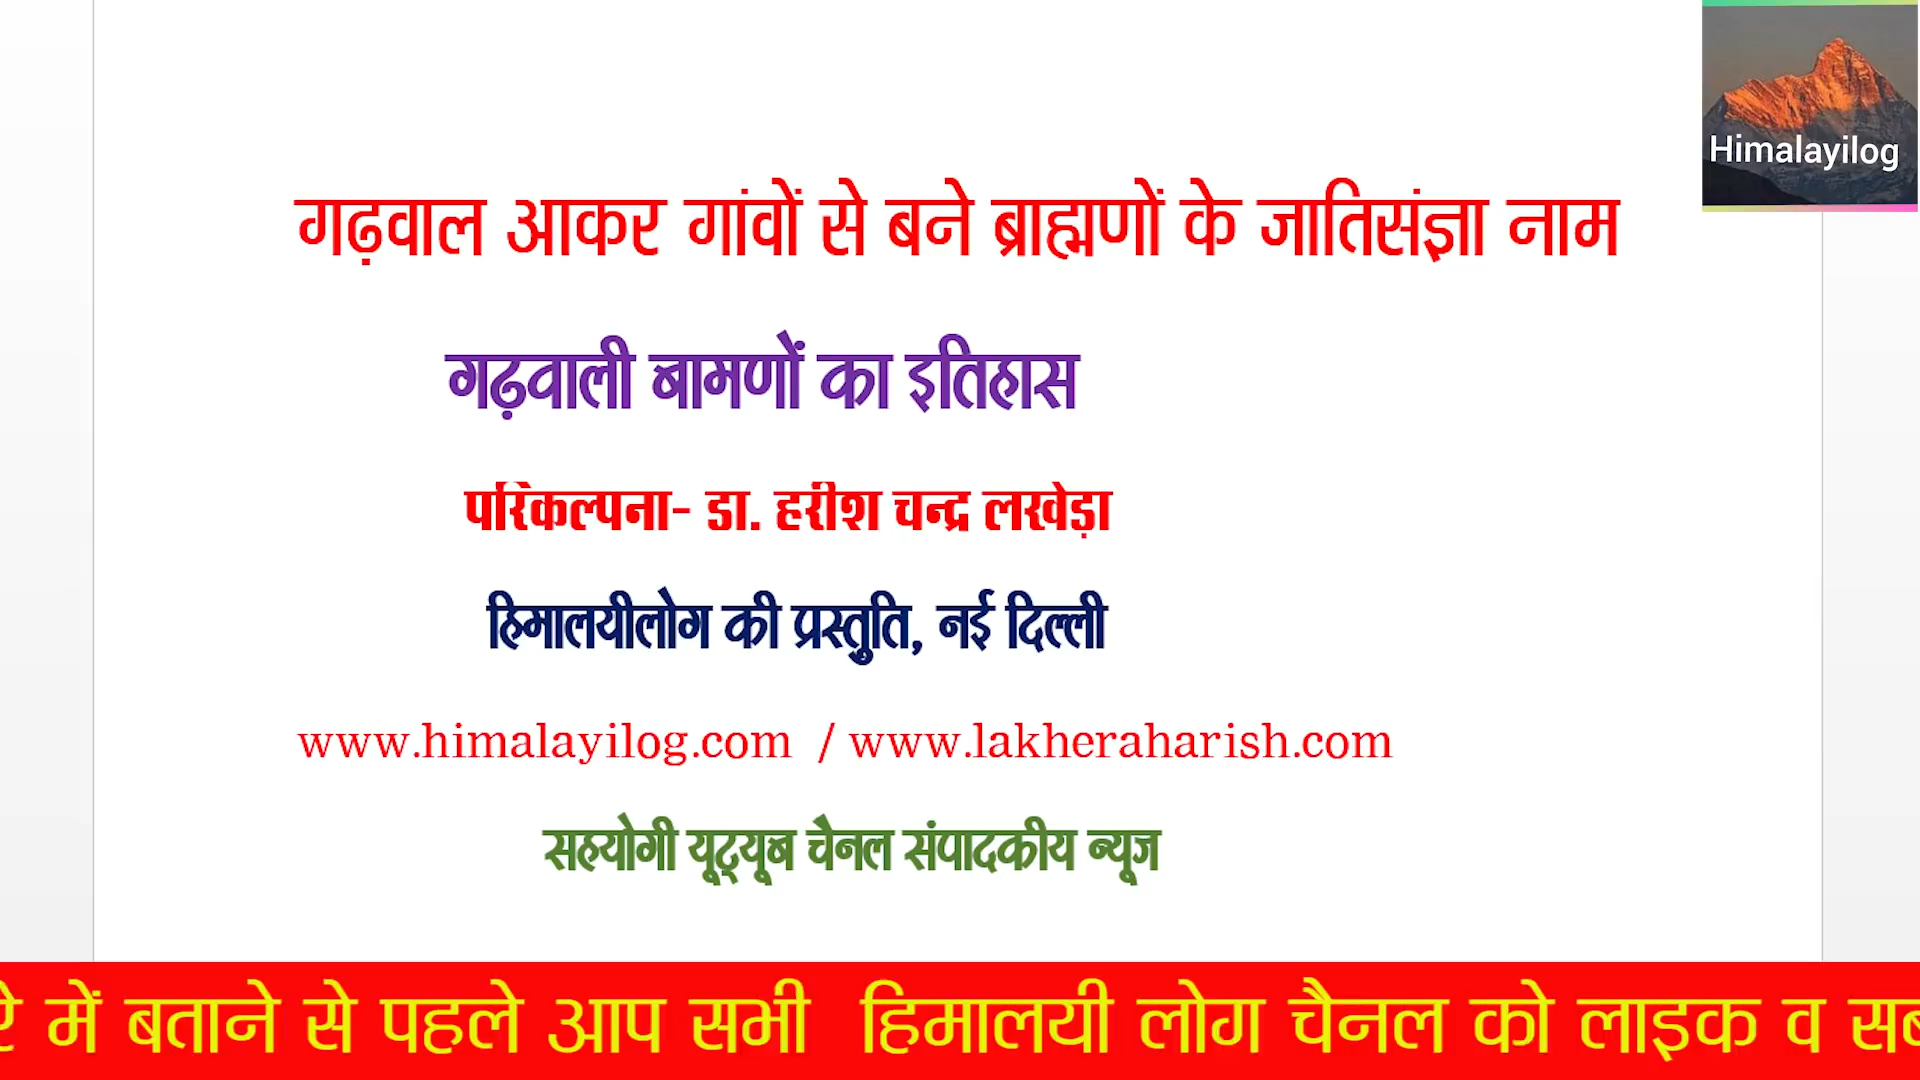 Himalayilog
गढ़वाल आकर गांवों से बने ब्राह्मणों के जातिसंज्ञा नाम
गढ़वाली बामणों का इतिहास
परिकल्पना- डा. हरीश चन्द्र लखेड़ा
हिमालयीलोग की प्रस्तुति, नई दिल्ली
www.himalayilog.com / www.lakheraharish.com
सहयोगी यूट्यूब चैनल संपादकीय न्यूज
में बताने से पहले आप सभी हिमालयी लोग चैनल को लाइक व